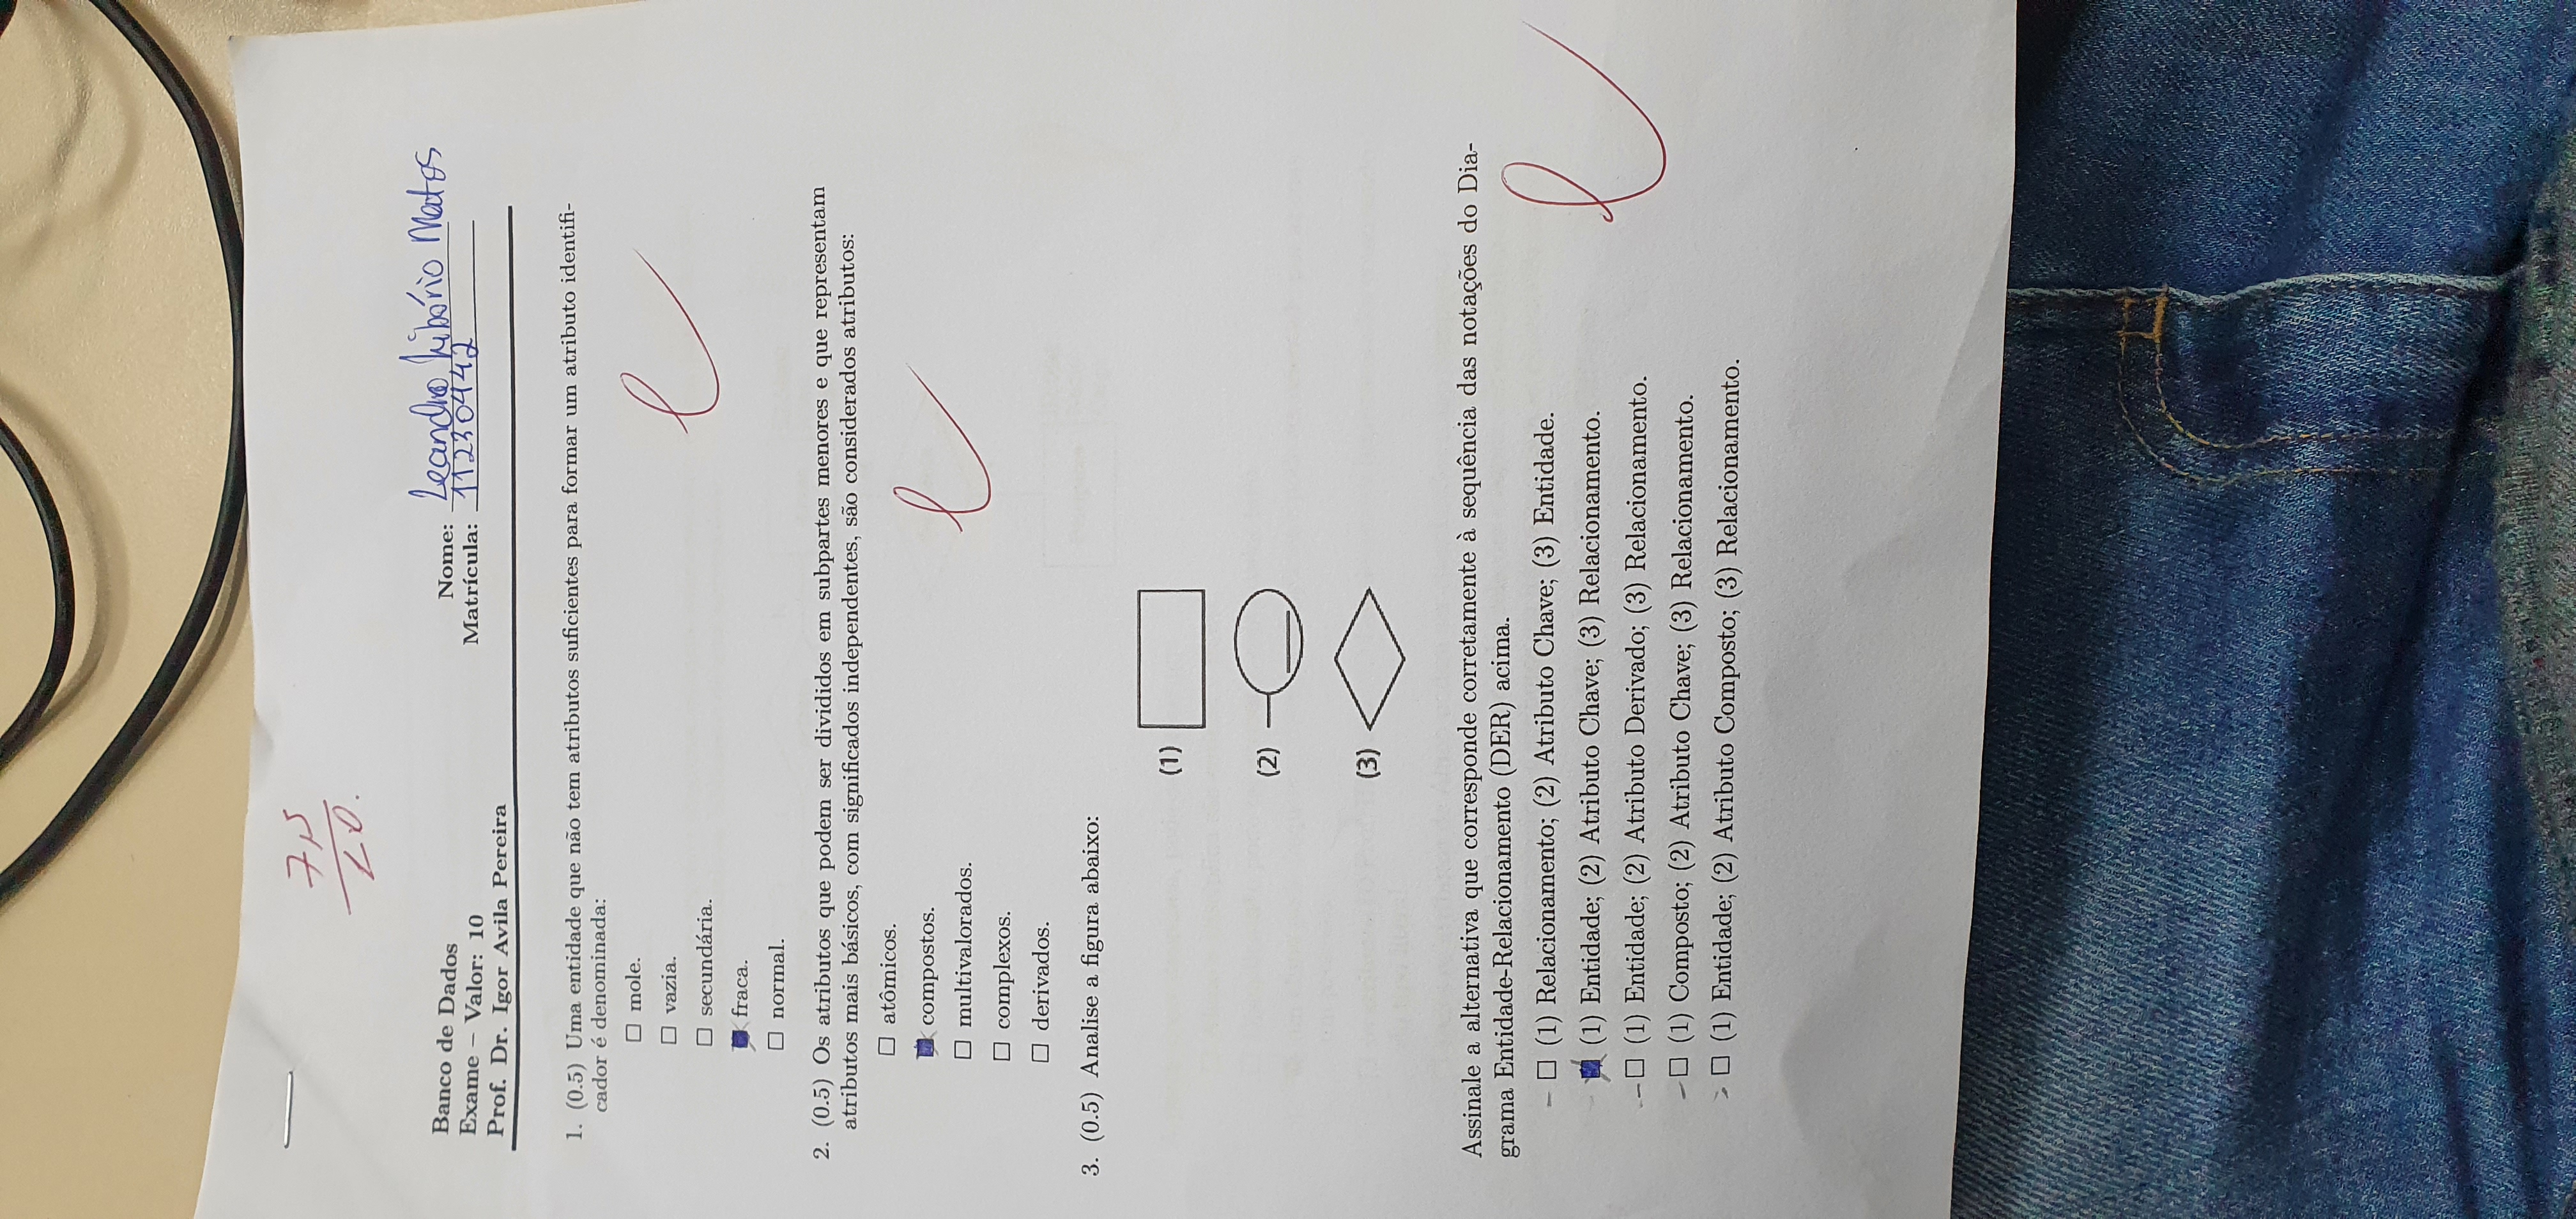 7,5
10.
Banco de Dados
Exame – Valor: 10
Prof. Dr. Igor Avila Pereira
Nome: Leandro Libório Matos
Matrícula: 11230442
1. (0.5) Uma entidade que não tem atributos suficientes para formar um atributo identifi-
cador é denominada:
mole.
vazia.
secundária.
fraca.
normal.
2. (0.5) Os atributos que podem ser divididos em subpartes menores e que representam
atributos mais básicos, com significados independentes, são considerados atributos:
atômicos.
compostos.
multivalorados.
complexos.
derivados.
3. (0.5) Analise a figura abaixo:
(1)
(2)
(3)
Assinale a alternativa que corresponde corretamente à sequência das notações do Dia-
grama Entidade-Relacionamento (DER) acima.
(1) Relacionamento; (2) Atributo Chave; (3) Entidade.
(1) Entidade; (2) Atributo Chave; (3) Relacionamento.
(1) Entidade; (2) Atributo Derivado; (3) Relacionamento.
(1) Composto; (2) Atributo Chave; (3) Relacionamento.
(1) Entidade; (2) Atributo Composto; (3) Relacionamento.